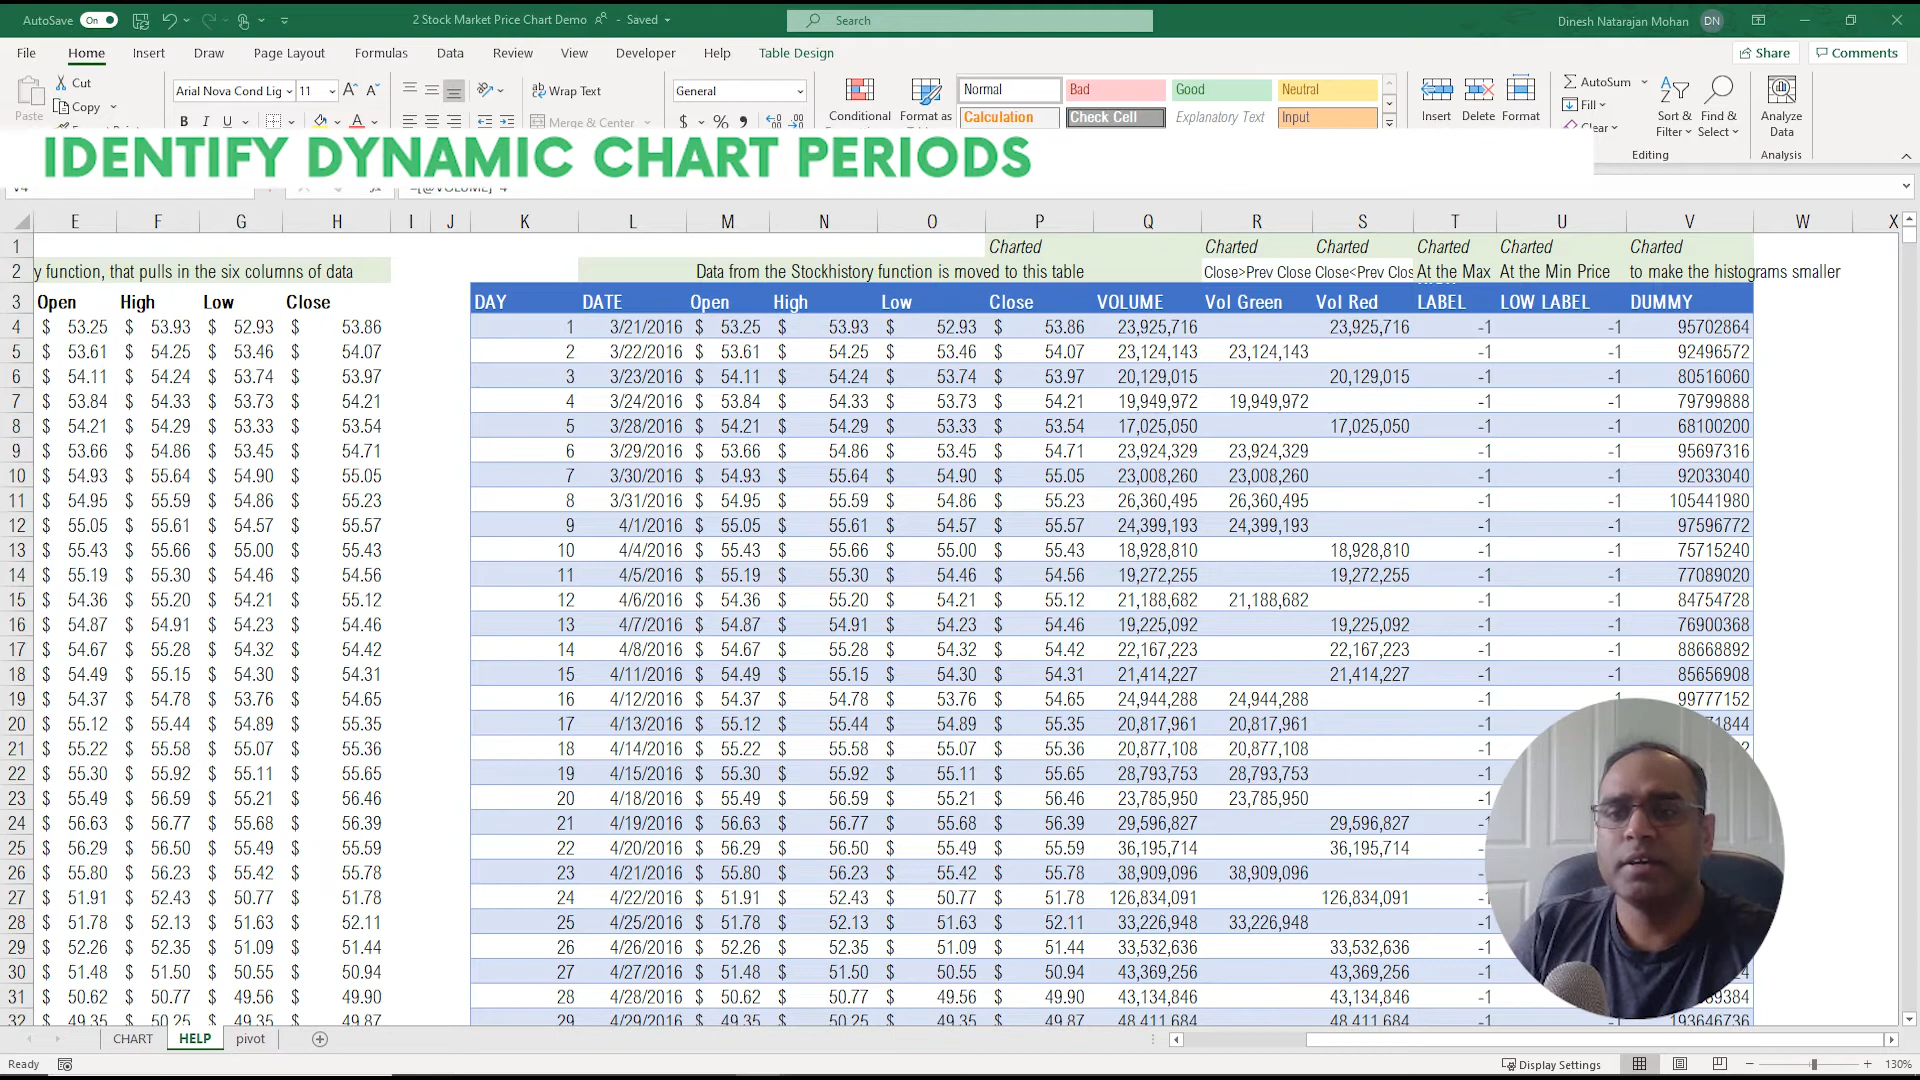 AutoSave On 2 Stock Market Price Chart Demo - Saved Search Dinesh Natarajan Mohan DN
File Home Insert Draw Page Layout Formulas Data Review View Developer Help Table Design Share Comments
Cut Arial Nova Cond Lig 11 Wrap Text General Normal Bad Good Neutral AutoSum
Copy Fill
Paste B I U Merge & Center $ % Conditional Format as Calculation Check Cell Explanatory Text Input Insert Delete Format Clear Sort & Filter Find & Select Analyze Data
Editing Analysis
IDENTIFY DYNAMIC CHART PERIODS
E F G H I J K L M N O P Q R S T U V W X
1 Charted Charted Charted Charted Charted Charted
2 y function, that pulls in the six columns of data Data from the Stockhistory function is moved to this table Close>Prev Close Close<Prev Clos At the Max At the Min Price to make the histograms smaller
3 Open High Low Close DAY DATE Open High Low Close VOLUME Vol Green Vol Red LABEL LOW LABEL DUMMY
4 $ 53.25 $ 53.93 $ 52.93 $ 53.86 1 3/21/2016 $ 53.25 $ 53.93 $ 52.93 $ 53.86 23,925,716 23,925,716 -1 -1 95702864
5 $ 53.61 $ 54.25 $ 53.46 $ 54.07 2 3/22/2016 $ 53.61 $ 54.25 $ 53.46 $ 54.07 23,124,143 23,124,143 -1 -1 92496572
6 $ 54.11 $ 54.24 $ 53.74 $ 53.97 3 3/23/2016 $ 54.11 $ 54.24 $ 53.74 $ 53.97 20,129,015 20,129,015 -1 -1 80516060
7 $ 53.84 $ 54.33 $ 53.73 $ 54.21 4 3/24/2016 $ 53.84 $ 54.33 $ 53.73 $ 54.21 19,949,972 19,949,972 -1 -1 79799888
8 $ 54.21 $ 54.29 $ 53.33 $ 53.54 5 3/28/2016 $ 54.21 $ 54.29 $ 53.33 $ 53.54 17,025,050 17,025,050 -1 -1 68100200
9 $ 53.66 $ 54.86 $ 53.45 $ 54.71 6 3/29/2016 $ 53.66 $ 54.86 $ 53.45 $ 54.71 23,924,329 23,924,329 -1 -1 95697316
10 $ 54.93 $ 55.64 $ 54.90 $ 55.05 7 3/30/2016 $ 54.93 $ 55.64 $ 54.90 $ 55.05 23,008,260 23,008,260 -1 -1 92033040
11 $ 54.95 $ 55.59 $ 54.86 $ 55.23 8 3/31/2016 $ 54.95 $ 55.59 $ 54.86 $ 55.23 26,360,495 26,360,495 -1 -1 105441980
12 $ 55.05 $ 55.61 $ 54.57 $ 55.57 9 4/1/2016 $ 55.05 $ 55.61 $ 54.57 $ 55.57 24,399,193 24,399,193 -1 -1 97596772
13 $ 55.43 $ 55.66 $ 55.00 $ 55.43 10 4/4/2016 $ 55.43 $ 55.66 $ 55.00 $ 55.43 18,928,810 18,928,810 -1 -1 75715240
14 $ 55.19 $ 55.30 $ 54.46 $ 54.56 11 4/5/2016 $ 55.19 $ 55.30 $ 54.46 $ 54.56 19,272,255 19,272,255 -1 -1 77089020
15 $ 54.36 $ 55.20 $ 54.21 $ 55.12 12 4/6/2016 $ 54.36 $ 55.20 $ 54.21 $ 55.12 21,188,682 21,188,682 -1 -1 84754728
16 $ 54.87 $ 54.91 $ 54.23 $ 54.46 13 4/7/2016 $ 54.87 $ 54.91 $ 54.23 $ 54.46 19,225,092 19,225,092 -1 -1 76900368
17 $ 54.67 $ 55.28 $ 54.32 $ 54.42 14 4/8/2016 $ 54.67 $ 55.28 $ 54.32 $ 54.42 22,167,223 22,167,223 -1 -1 88668892
18 $ 54.49 $ 55.15 $ 54.30 $ 54.31 15 4/11/2016 $ 54.49 $ 55.15 $ 54.30 $ 54.31 21,414,227 21,414,227 -1 -1 85656908
19 $ 54.37 $ 54.78 $ 53.76 $ 54.65 16 4/12/2016 $ 54.37 $ 54.78 $ 53.76 $ 54.65 24,944,288 24,944,288 -1 99777152
20 $ 55.12 $ 55.44 $ 54.89 $ 55.35 17 4/13/2016 $ 55.12 $ 55.44 $ 54.89 $ 55.35 20,817,961 20,817,961 -1
21 $ 55.22 $ 55.58 $ 55.07 $ 55.36 18 4/14/2016 $ 55.22 $ 55.58 $ 55.07 $ 55.36 20,877,108 20,877,108 -1
22 $ 55.30 $ 55.92 $ 55.11 $ 55.65 19 4/15/2016 $ 55.30 $ 55.92 $ 55.11 $ 55.65 28,793,753 28,793,753 -1
23 $ 55.49 $ 56.59 $ 55.21 $ 56.46 20 4/18/2016 $ 55.49 $ 56.59 $ 55.21 $ 56.46 23,785,950 23,785,950
24 $ 56.63 $ 56.77 $ 55.68 $ 56.39 21 4/19/2016 $ 56.63 $ 56.77 $ 55.68 $ 56.39 29,596,827 29,596,827
25 $ 56.29 $ 56.50 $ 55.49 $ 55.59 22 4/20/2016 $ 56.29 $ 56.50 $ 55.49 $ 55.59 36,195,714 36,195,714
26 $ 55.80 $ 56.23 $ 55.42 $ 55.78 23 4/21/2016 $ 55.80 $ 56.23 $ 55.42 $ 55.78 38,909,096 38,909,096
27 $ 51.91 $ 52.43 $ 50.77 $ 51.78 24 4/22/2016 $ 51.91 $ 52.43 $ 50.77 $ 51.78 126,834,091 126,834,091
28 $ 51.78 $ 52.13 $ 51.63 $ 52.11 25 4/25/2016 $ 51.78 $ 52.13 $ 51.63 $ 52.11 33,226,948 33,226,948
29 $ 52.26 $ 52.35 $ 51.09 $ 51.44 26 4/26/2016 $ 52.26 $ 52.35 $ 51.09 $ 51.44 33,532,636 33,532,636
30 $ 51.48 $ 51.50 $ 50.55 $ 50.94 27 4/27/2016 $ 51.48 $ 51.50 $ 50.55 $ 50.94 43,369,256 43,369,256
31 $ 50.62 $ 50.77 $ 49.56 $ 49.90 28 4/28/2016 $ 50.62 $ 50.77 $ 49.56 $ 49.90 43,134,846 43,134,846
32 $ 49.35 $ 50.25 $ 49.35 $ 49.87 29 4/29/2016 $ 49.35 $ 50.25 $ 49.35 $ 49.87 48,411,684 48,411,684 193646736
CHART HELP pivot
Ready Display Settings 130%